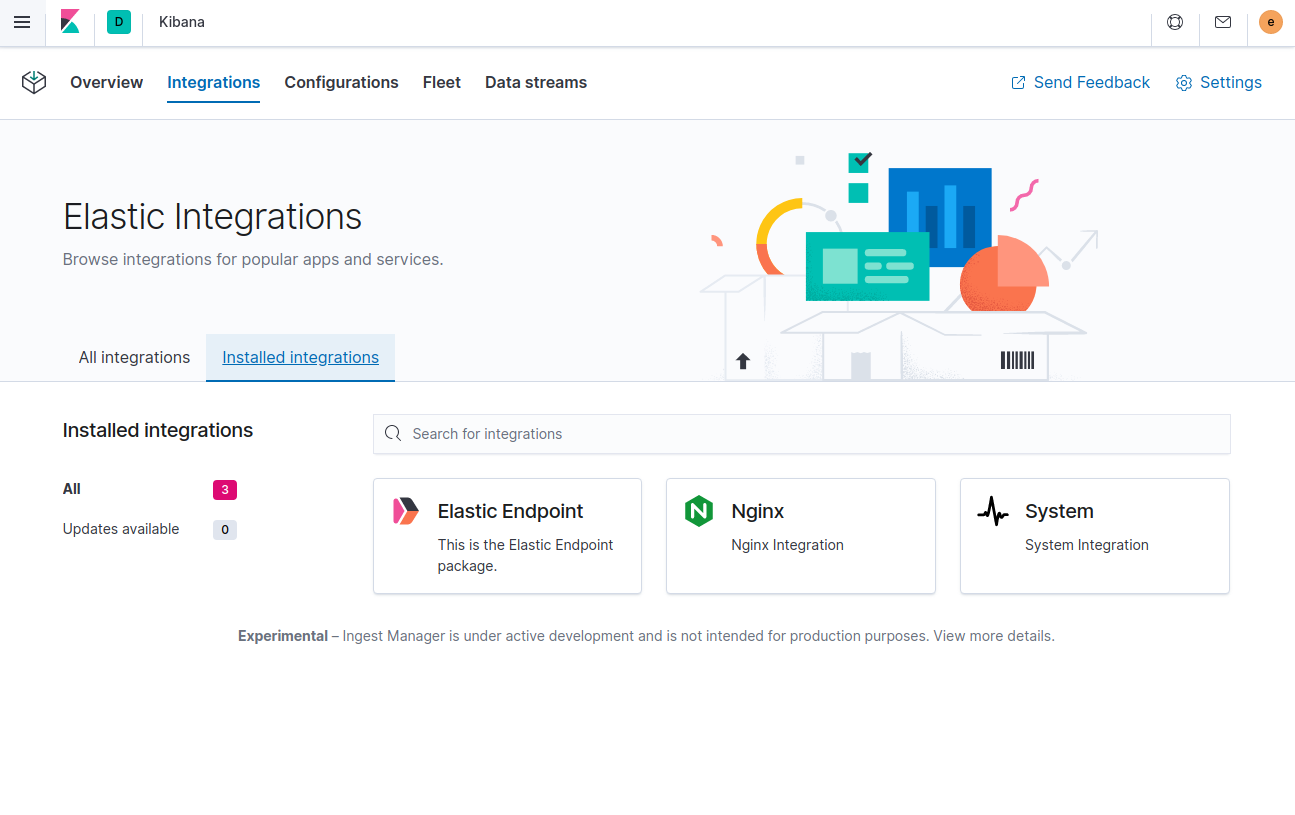 D Kibana e
Overview Integrations Configurations Fleet Data streams Send Feedback Settings
Elastic Integrations
Browse integrations for popular apps and services.
All integrations Installed integrations
Installed integrations
Search for integrations
All 3
Updates available 0
Elastic Endpoint
This is the Elastic Endpoint
package.
Nginx
Nginx Integration
System
System Integration
Experimental – Ingest Manager is under active development and is not intended for production purposes. View more details.